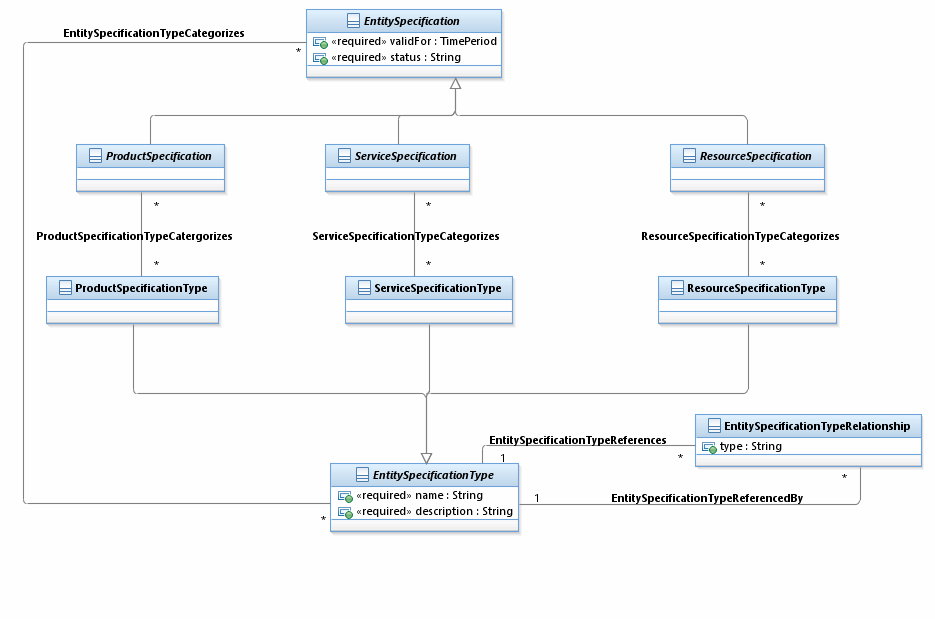 EntitySpecification
EntitySpecificationTypeCategorizes
«required» validFor : TimePeriod
*
«required» status : String
ProductSpecification
ServiceSpecification
ResourceSpecification
*
*
*
ProductSpecificationTypeCatergorizes
ServiceSpecificationTypeCategorizes
ResourceSpecificationTypeCategorizes
*
*
*
ProductSpecificationType
ServiceSpecificationType
ResourceSpecificationType
EntitySpecificationTypeRelationship
EntitySpecificationTypeReferences
type : String
1
*
EntitySpecificationType
*
«required» name : String
1
EntitySpecificationTypeReferencedBy
«required» description : String
*